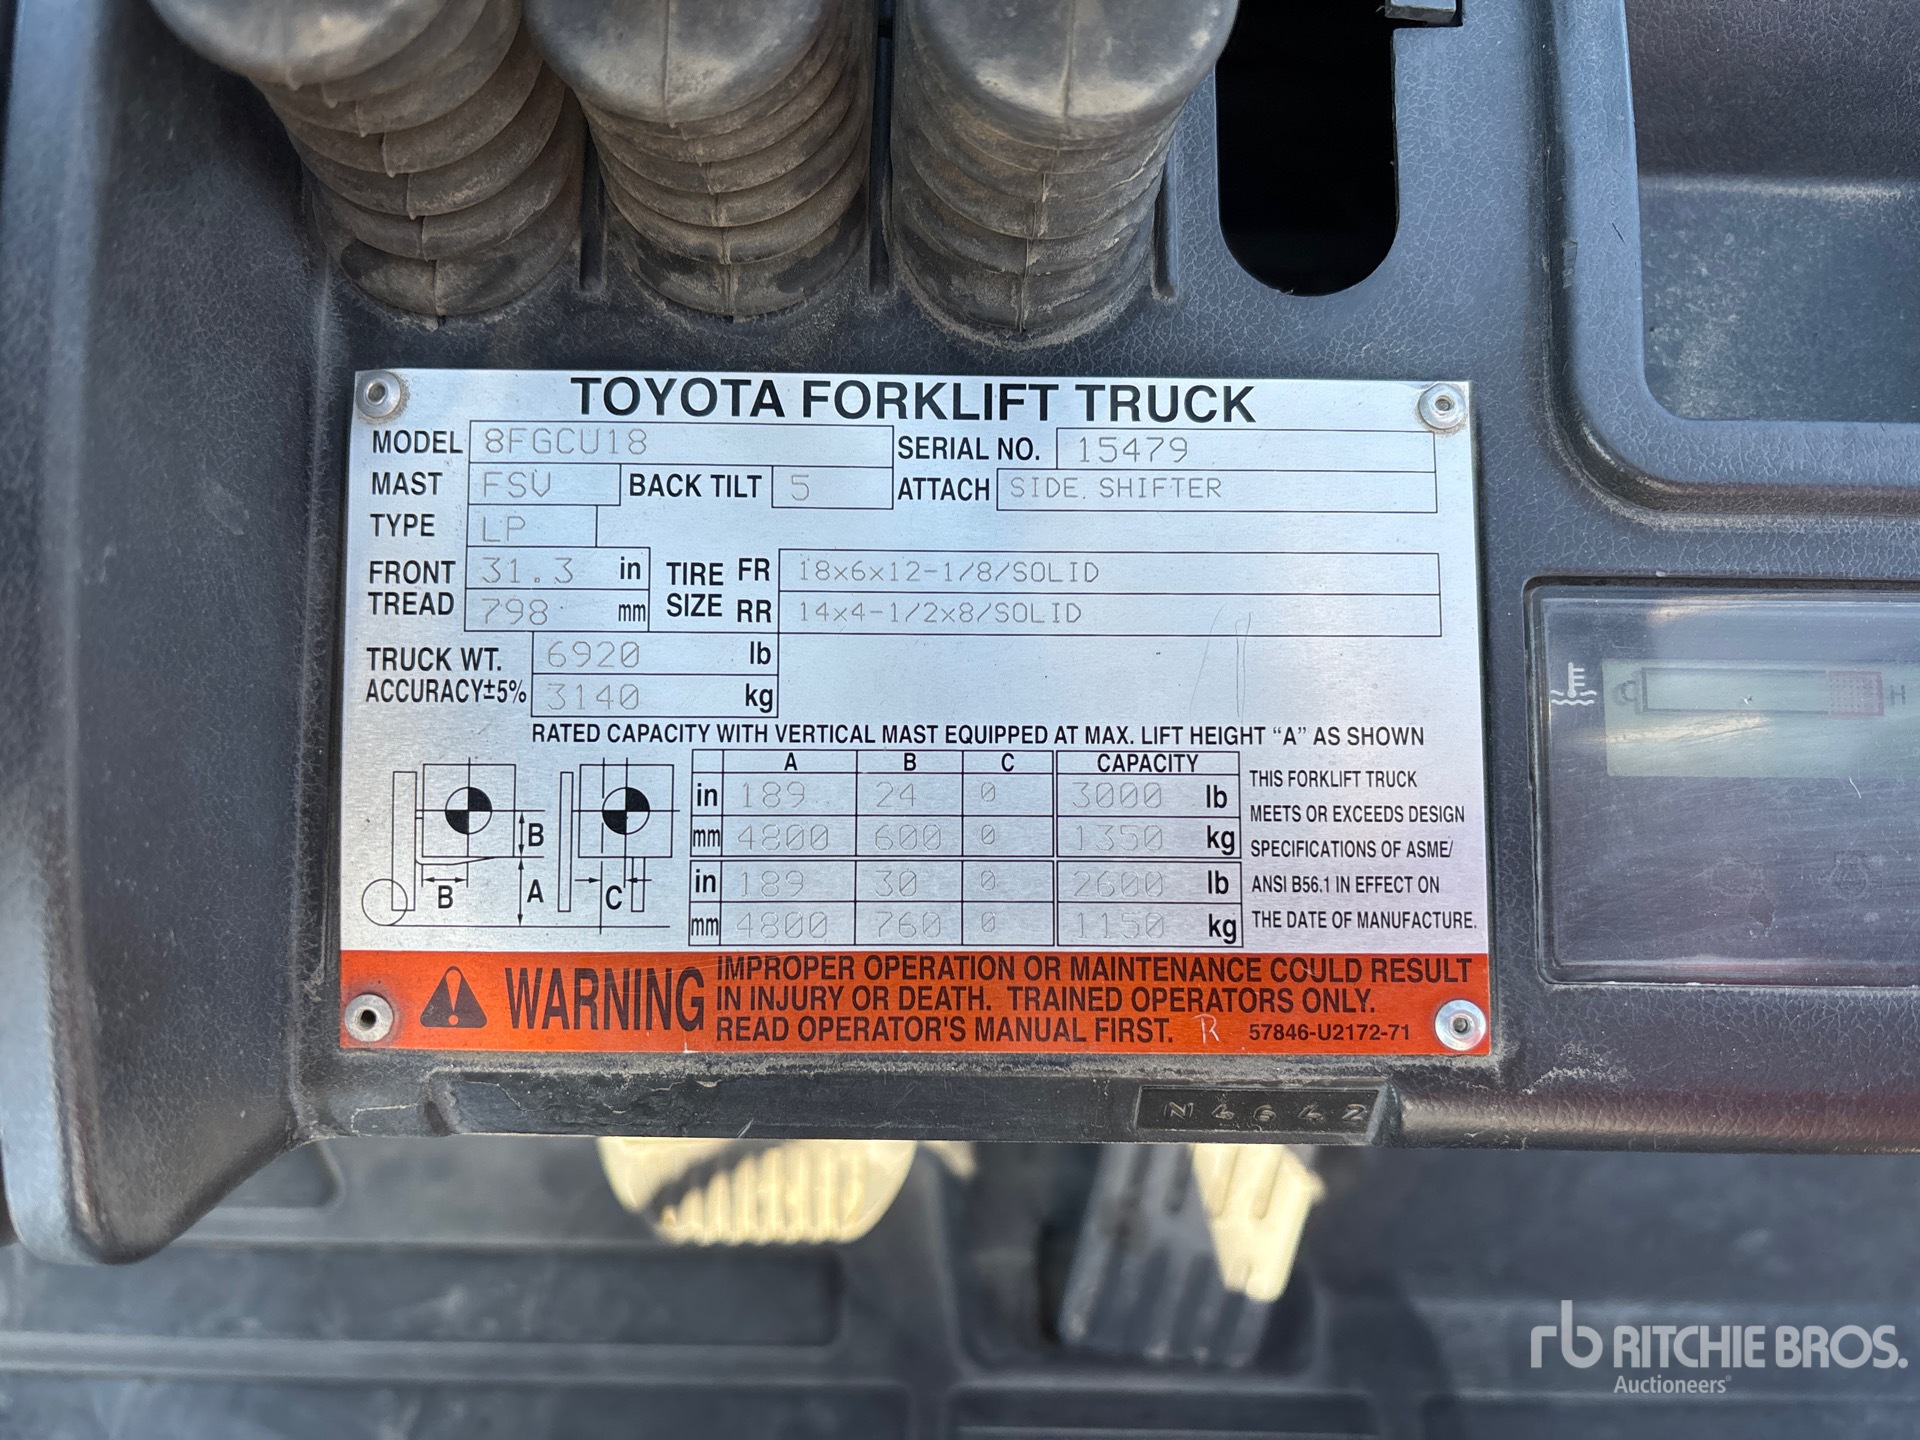 TOYOTA FORKLIFT TRUCK
MODEL 8FGCU18 SERIAL NO. 15479
MAST FSV BACK TILT 5 ATTACH SIDE.SHIFTER
TYPE LP
FRONT TREAD 31.3 in TIRE SIZE FR 18x6x12-1/8/SOLID
798 mm RR 14x4-1/2x8/SOLID
TRUCK WT. 6920 lb
ACCURACY±5% 3140 kg
RATED CAPACITY WITH VERTICAL MAST EQUIPPED AT MAX. LIFT HEIGHT “A” AS SHOWN
A B C CAPACITY
in 189 24 0 3000 lb
mm 4800 600 0 1350 kg
in 189 30 0 2600 lb
mm 4800 760 0 1150 kg
B
B A C
THIS FORKLIFT TRUCK
MEETS OR EXCEEDS DESIGN
SPECIFICATIONS OF ASME/
ANSI B56.1 IN EFFECT ON
THE DATE OF MANUFACTURE.
WARNING
IMPROPER OPERATION OR MAINTENANCE COULD RESULT
IN INJURY OR DEATH. TRAINED OPERATORS ONLY.
READ OPERATOR'S MANUAL FIRST. R 57846-U2172-71
C H
rb RITCHIE BROS.
Auctioneers